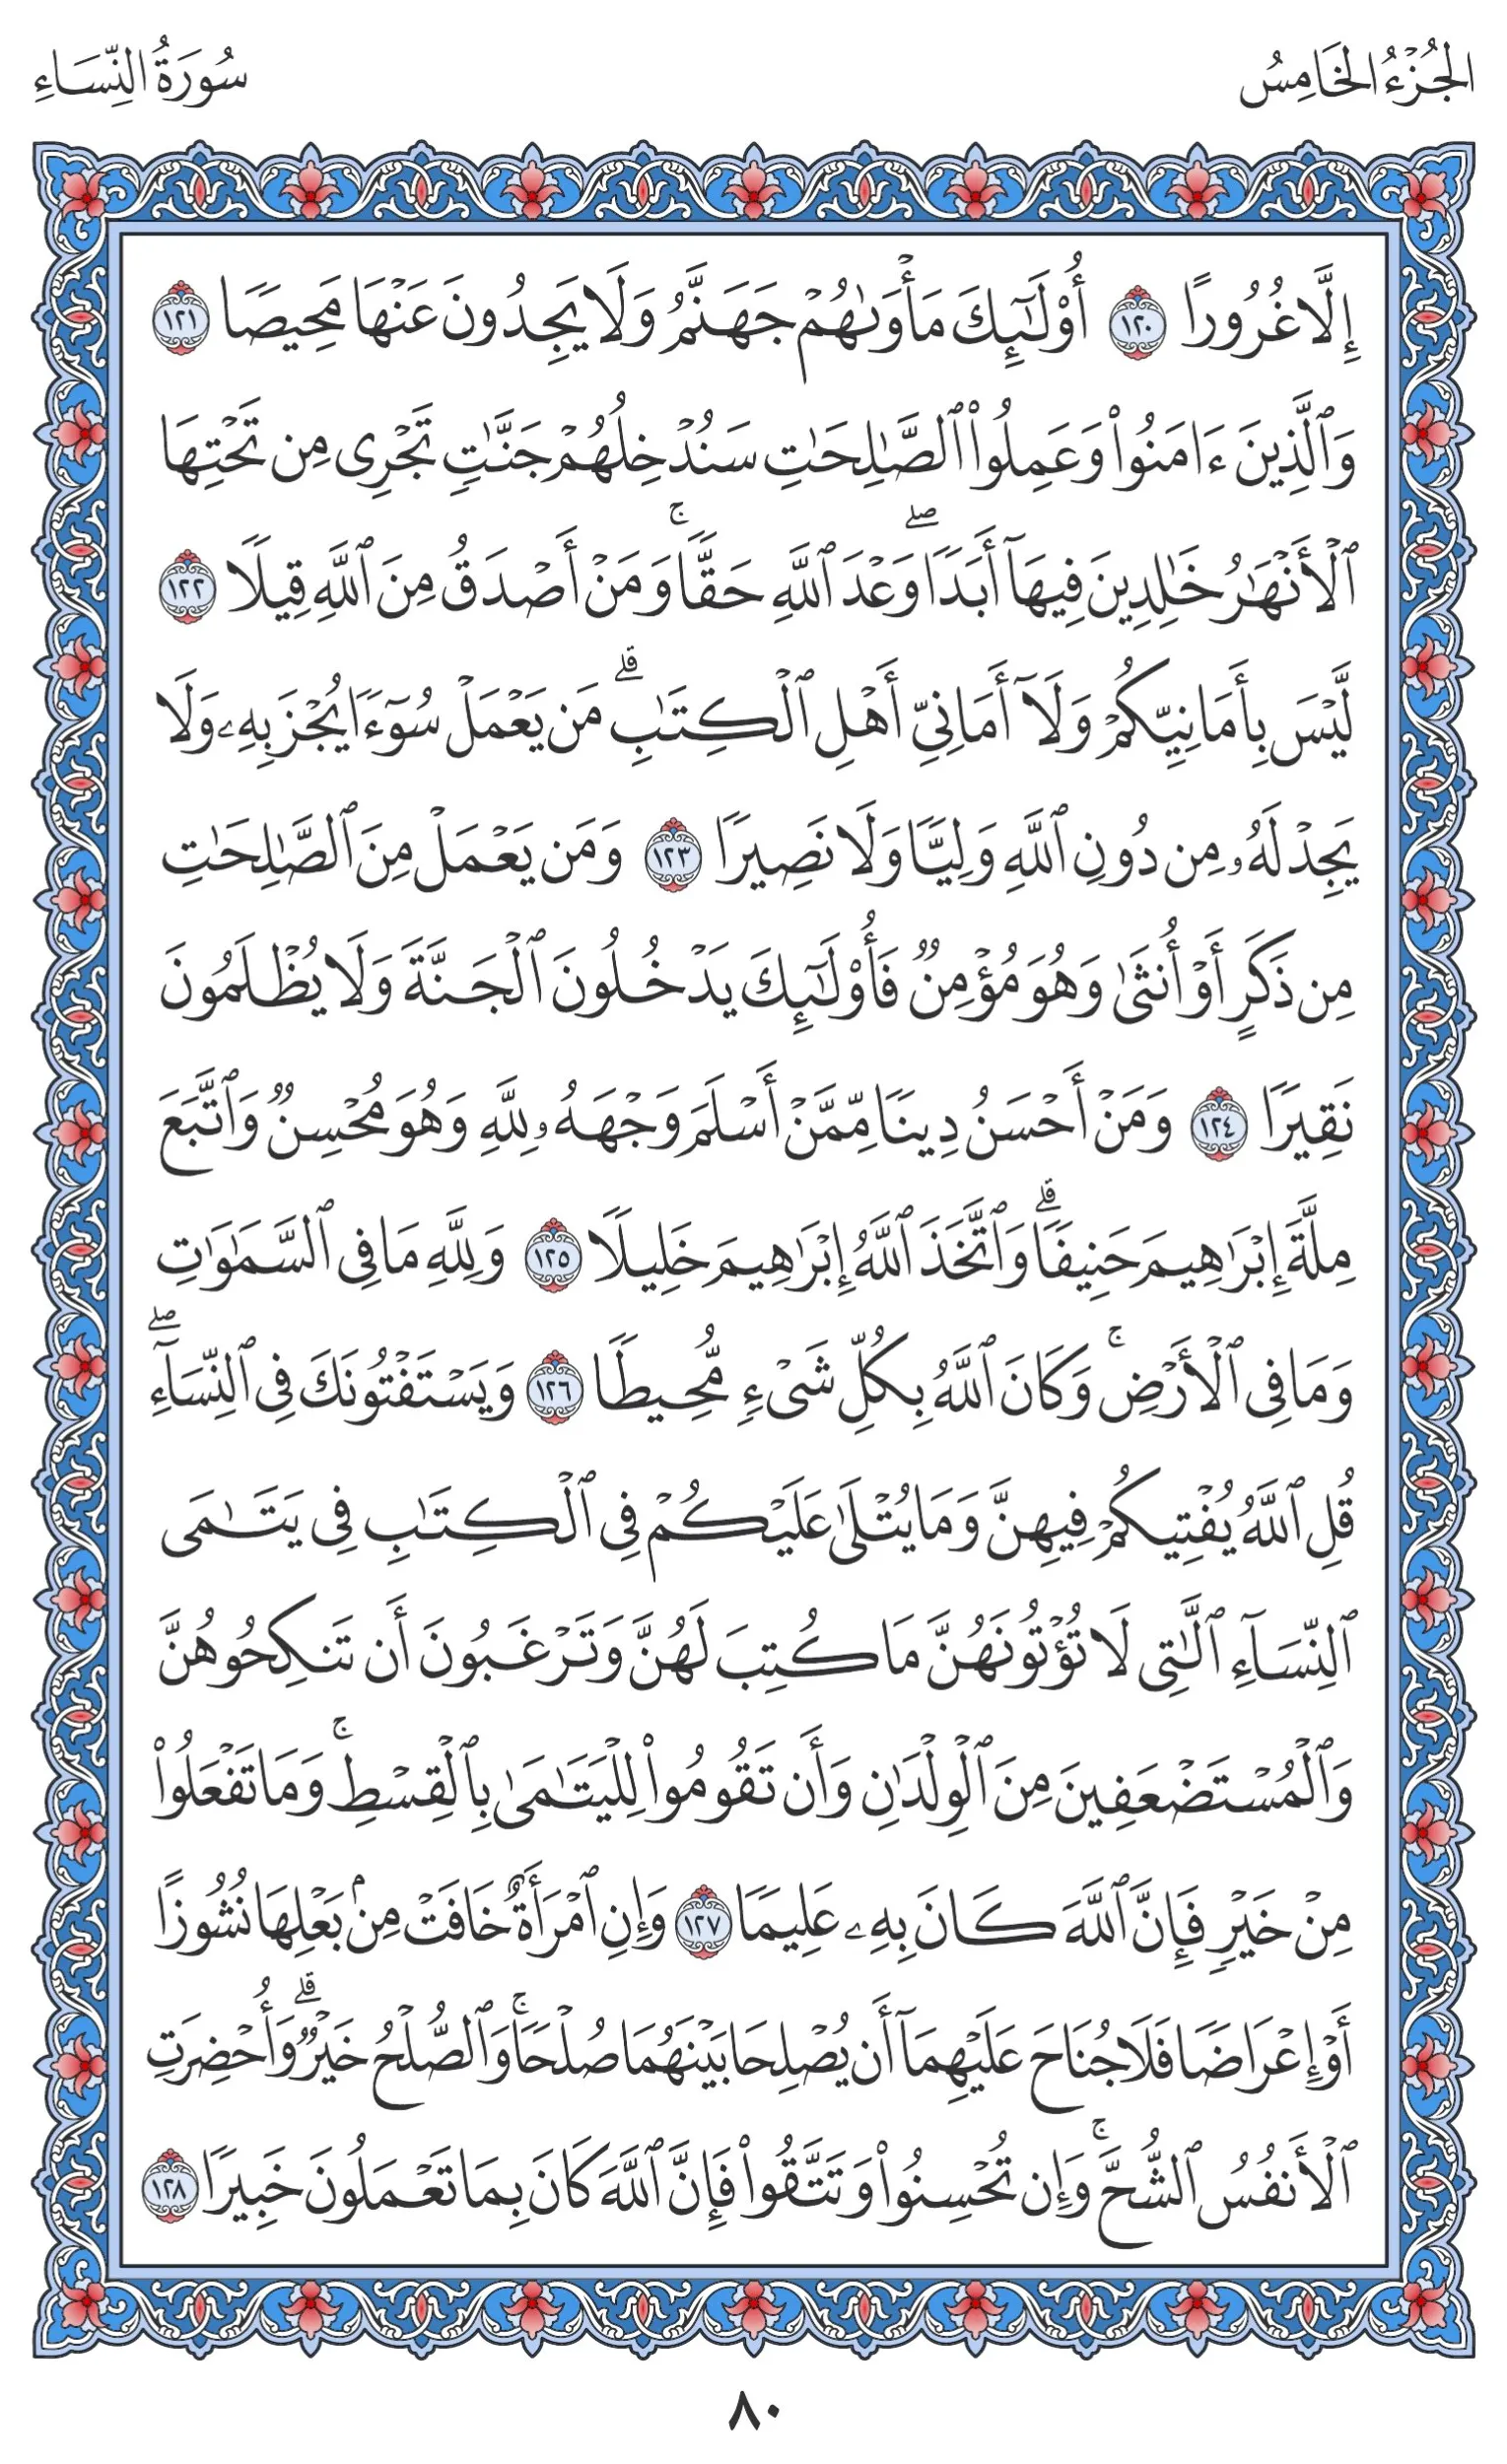 الجُزْءُ الخَامِسُ
سُورَةُ النِّسَاءِ
إِلَّا غُرُورًا ١٢٠ أُوْلَٰٓئِكَ مَأْوَىٰهُمْ جَهَنَّمُ وَلَا يَجِدُونَ عَنْهَا مَحِيصًا ١٢١
وَٱلَّذِينَ ءَامَنُوا۟ وَعَمِلُوا۟ ٱلصَّٰلِحَٰتِ سَنُدْخِلُهُمْ جَنَّٰتٍ تَجْرِى مِن تَحْتِهَا
ٱلْأَنْهَٰرُ خَٰلِدِينَ فِيهَآ أَبَدًا ۖ وَعْدَ ٱللَّهِ حَقًّا ۚ وَمَنْ أَصْدَقُ مِنَ ٱللَّهِ قِيلًا ١٢٢
لَّيْسَ بِأَمَانِيِّكُمْ وَلَآ أَمَانِىِّ أَهْلِ ٱلْكِتَٰبِ ۗ مَن يَعْمَلْ سُوٓءًا يُجْزَ بِهِۦ وَلَا
يَجِدْ لَهُۥ مِن دُونِ ٱللَّهِ وَلِيًّا وَلَا نَصِيرًا ١٢٣ وَمَن يَعْمَلْ مِنَ ٱلصَّٰلِحَٰتِ
مِن ذَكَرٍ أَوْ أُنثَىٰ وَهُوَ مُؤْمِنٌ فَأُوْلَٰٓئِكَ يَدْخُلُونَ ٱلْجَنَّةَ وَلَا يُظْلَمُونَ
نَقِيرًا ١٢٤ وَمَنْ أَحْسَنُ دِينًا مِّمَّنْ أَسْلَمَ وَجْهَهُۥ لِلَّهِ وَهُوَ مُحْسِنٌ وَٱتَّبَعَ
مِلَّةَ إِبْرَٰهِيمَ حَنِيفًا ۗ وَٱتَّخَذَ ٱللَّهُ إِبْرَٰهِيمَ خَلِيلًا ١٢٥ وَلِلَّهِ مَا فِى ٱلسَّمَٰوَٰتِ
وَمَا فِى ٱلْأَرْضِ ۚ وَكَانَ ٱللَّهُ بِكُلِّ شَىْءٍ مُّحِيطًا ١٢٦ وَيَسْتَفْتُونَكَ فِى ٱلنِّسَآءِ ۖ
قُلِ ٱللَّهُ يُفْتِيكُمْ فِيهِنَّ وَمَا يُتْلَىٰ عَلَيْكُمْ فِى ٱلْكِتَٰبِ فِى يَتَٰمَى
ٱلنِّسَآءِ ٱلَّٰتِى لَا تُؤْتُونَهُنَّ مَا كُتِبَ لَهُنَّ وَتَرْغَبُونَ أَن تَنكِحُوهُنَّ
وَٱلْمُسْتَضْعَفِينَ مِنَ ٱلْوِلْدَٰنِ وَأَن تَقُومُوا۟ لِلْيَتَٰمَىٰ بِٱلْقِسْطِ ۚ وَمَا تَفْعَلُوا۟
مِنْ خَيْرٍ فَإِنَّ ٱللَّهَ كَانَ بِهِۦ عَلِيمًا ١٢٧ وَإِنِ ٱمْرَأَةٌ خَافَتْ مِنۢ بَعْلِهَا نُشُوزًا
أَوْ إِعْرَاضًا فَلَا جُنَاحَ عَلَيْهِمَآ أَن يُصْلِحَا بَيْنَهُمَا صُلْحًا ۚ وَٱلصُّلْحُ خَيْرٌ ۗ وَأُحْضِرَتِ
ٱلْأَنفُسُ ٱلشُّحَّ ۚ وَإِن تُحْسِنُوا۟ وَتَتَّقُوا۟ فَإِنَّ ٱللَّهَ كَانَ بِمَا تَعْمَلُونَ خَبِيرًا ١٢٨
٨٠